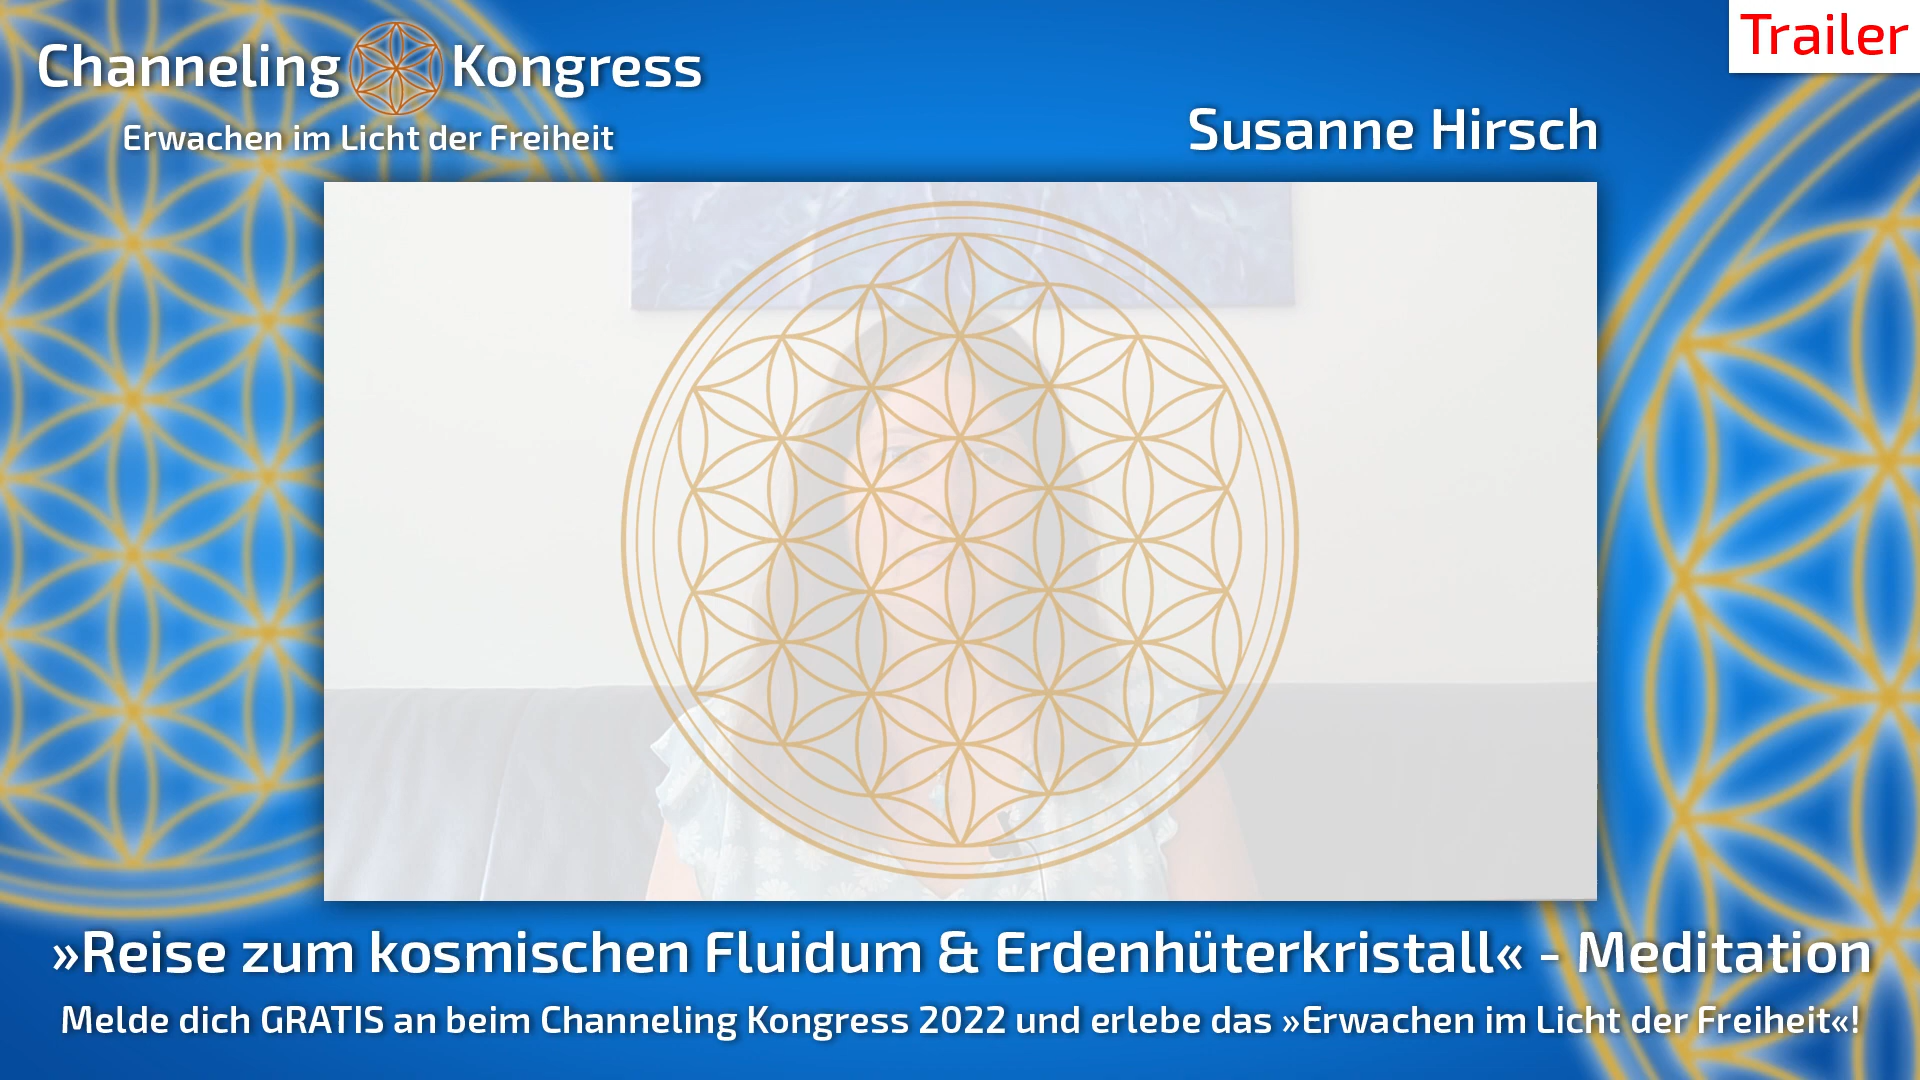 Trailer
Channeling Kongress
Erwachen im Licht der Freiheit
Susanne Hirsch
»Reise zum kosmischen Fluidum & Erdenhüterkristall« - Meditation
Melde dich GRATIS an beim Channeling Kongress 2022 und erlebe das »Erwachen im Licht der Freiheit«!